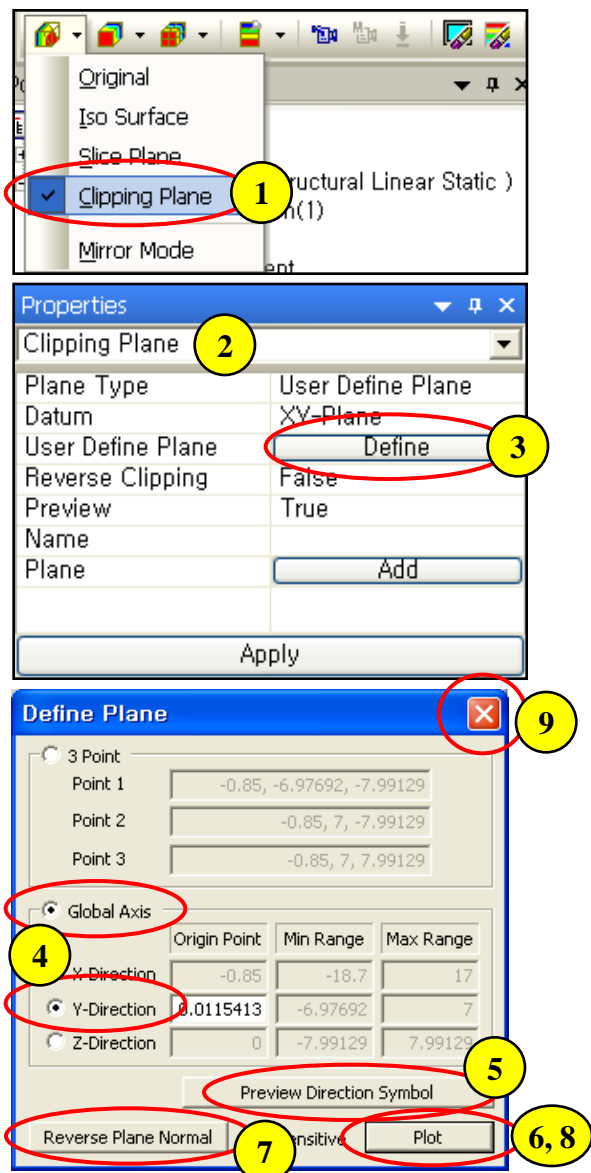 Original
Iso Surface
Slice Plane
Clipping Plane
1
ructural Linear Static )
n(1)
Mirror Mode
ent
Properties
Clipping Plane
2
Plane Type User Define Plane
Datum XY-Plane
User Define Plane Define
3
Reverse Clipping False
Preview True
Name
Plane Add
Apply
Define Plane
9
3 Point
Point 1 -0.85, -6.97692, -7.99129
Point 2 -0.85, 7, -7.99129
Point 3 -0.85, 7, 7.99129
Global Axis
4
Origin Point Min Range Max Range
X-Direction -0.85 -18.7 17
Y-Direction 0.0115413 -6.97692 7
Z-Direction 0 -7.99129 7.99129
5
Preview Direction Symbol
Reverse Plane Normal
7
nsitive
Plot
6, 8